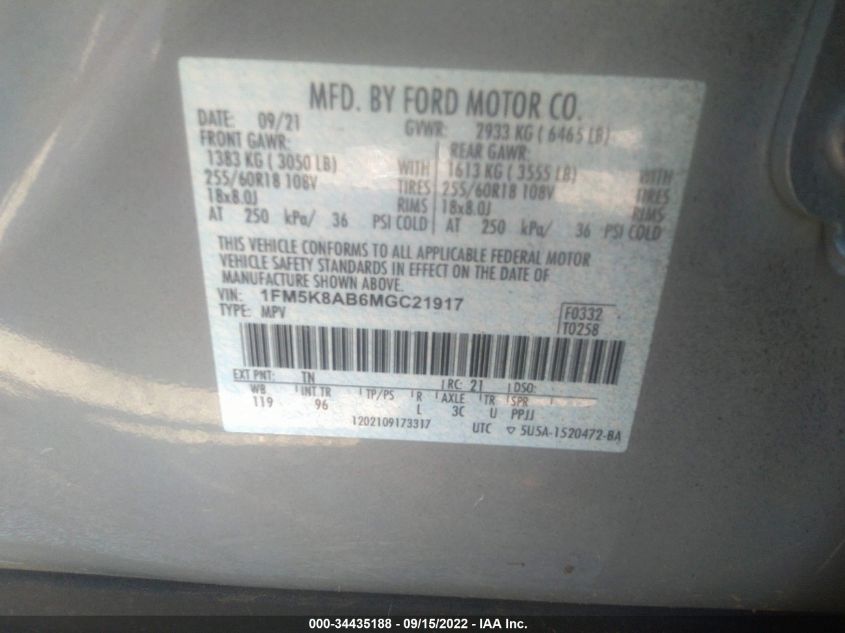 MFD. BY FORD MOTOR CO.
DATE: 09/21 GVWR: 2933 KG ( 6465 LB)
FRONT GAWR: REAR GAWR:
1383 KG ( 3050 LB) WITH 1613 KG ( 3555 LB) WITH
255/60R18 108V TIRES 255/60R18 108V TIRES
18x8.0J RIMS 18x8.0J RIMS
AT 250 kPa/ 36 PSI COLD AT 250 kPa/ 36 PSI COLD
THIS VEHICLE CONFORMS TO ALL APPLICABLE FEDERAL MOTOR
VEHICLE SAFETY STANDARDS IN EFFECT ON THE DATE OF
MANUFACTURE SHOWN ABOVE.
VIN: 1FM5K8AB6MGC21917 F0332
TYPE: MPV T0258
EXT PNT: TN RC: 21 DSO:
WB INT TR TP/PS R AXLE TR SPR
119 96 L 3C U PPJJ
1202109173317 UTC ▽ 5U5A-1520472-BA
000-34435188 - 09/15/2022 - IAA Inc.